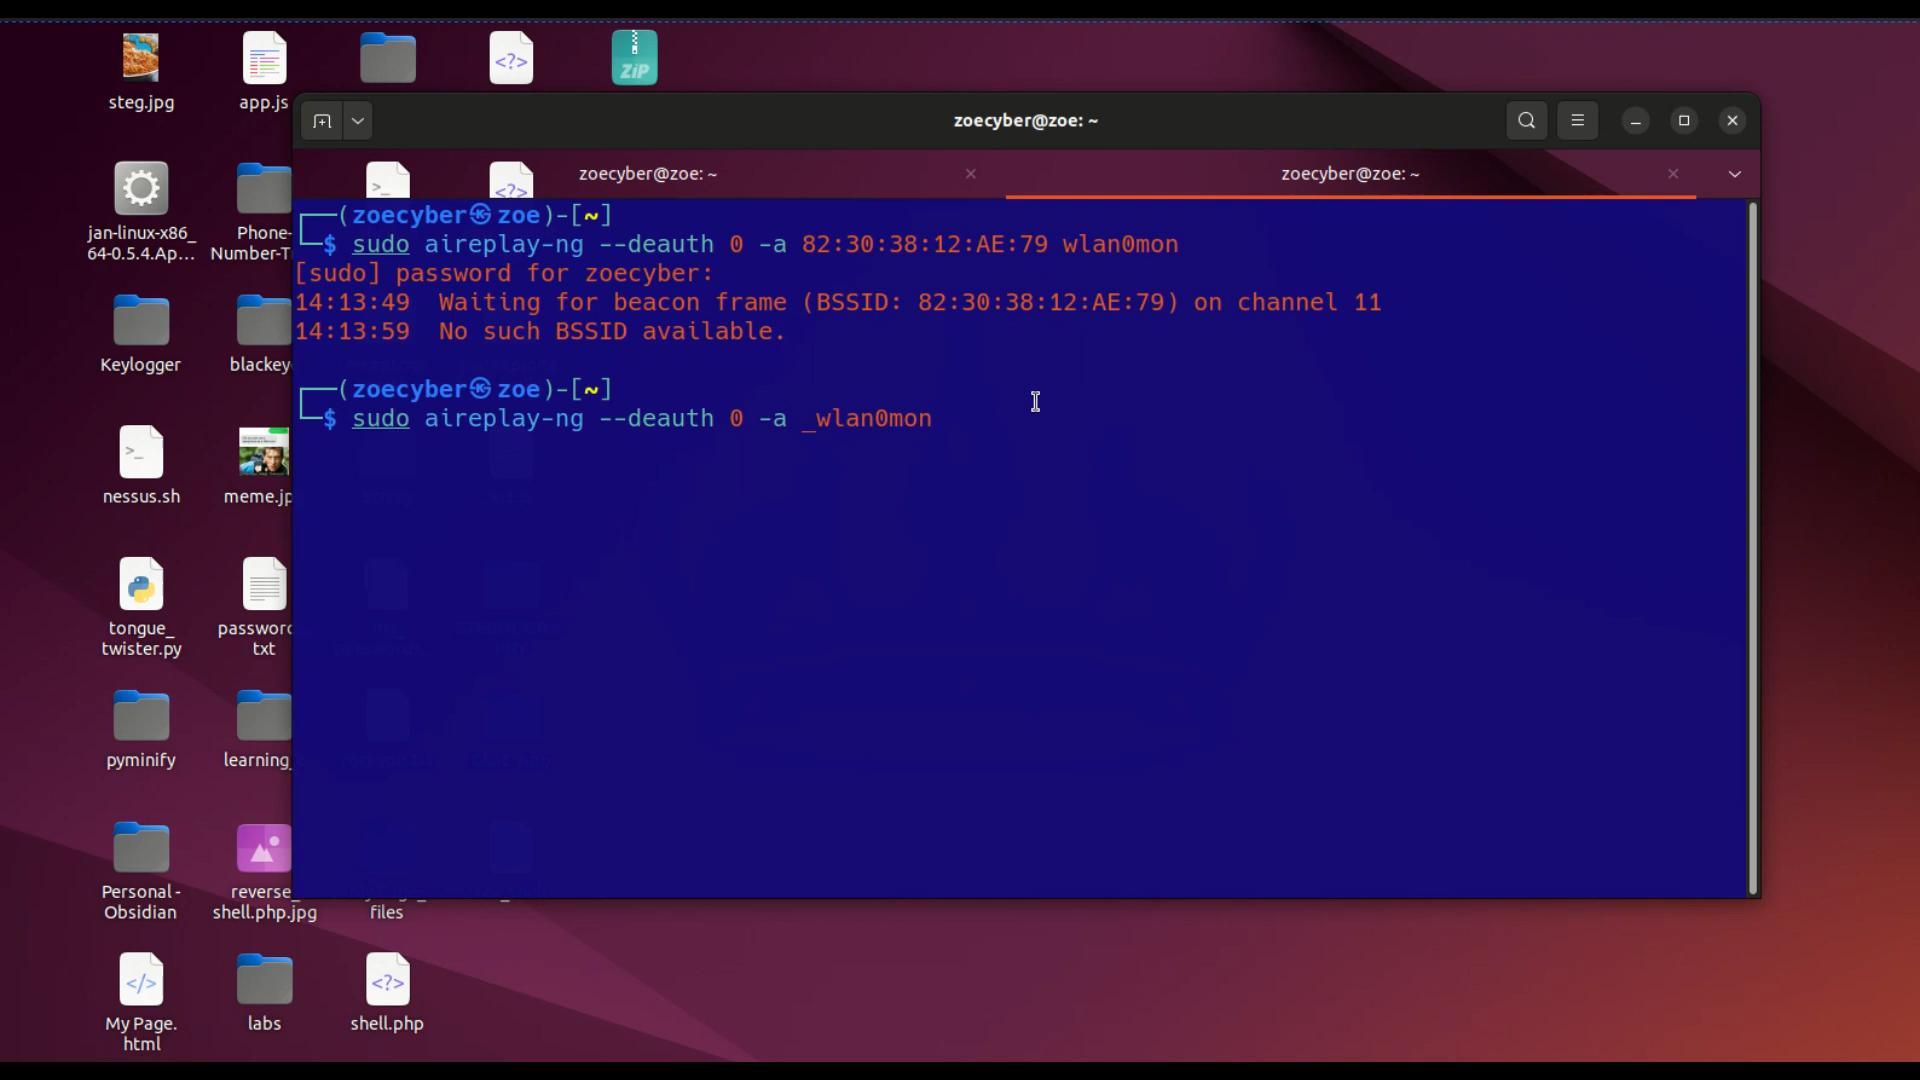 steg.jpg
app.js
ZiP
zoecyber@zoe: ~
zoecyber@zoe: ~
zoecyber@zoe: ~
┌──(zoecyber㉿zoe)-[~]
└─$ sudo aireplay-ng --deauth 0 -a 82:30:38:12:AE:79 wlan0mon
[sudo] password for zoecyber:
14:13:49  Waiting for beacon frame (BSSID: 82:30:38:12:AE:79) on channel 11
14:13:59  No such BSSID available.
┌──(zoecyber㉿zoe)-[~]
└─$ sudo aireplay-ng --deauth 0 -a _wlan0mon
jan-linux-x86_
64-0.5.4.Ap...
Phone-
Number-T
Keylogger
blackey
nessus.sh
meme.jp
tongue_
twister.py
password
txt
pyminify
learning_
Personal -
Obsidian
reverse_
shell.php.jpg
files
My Page.
html
labs
shell.php